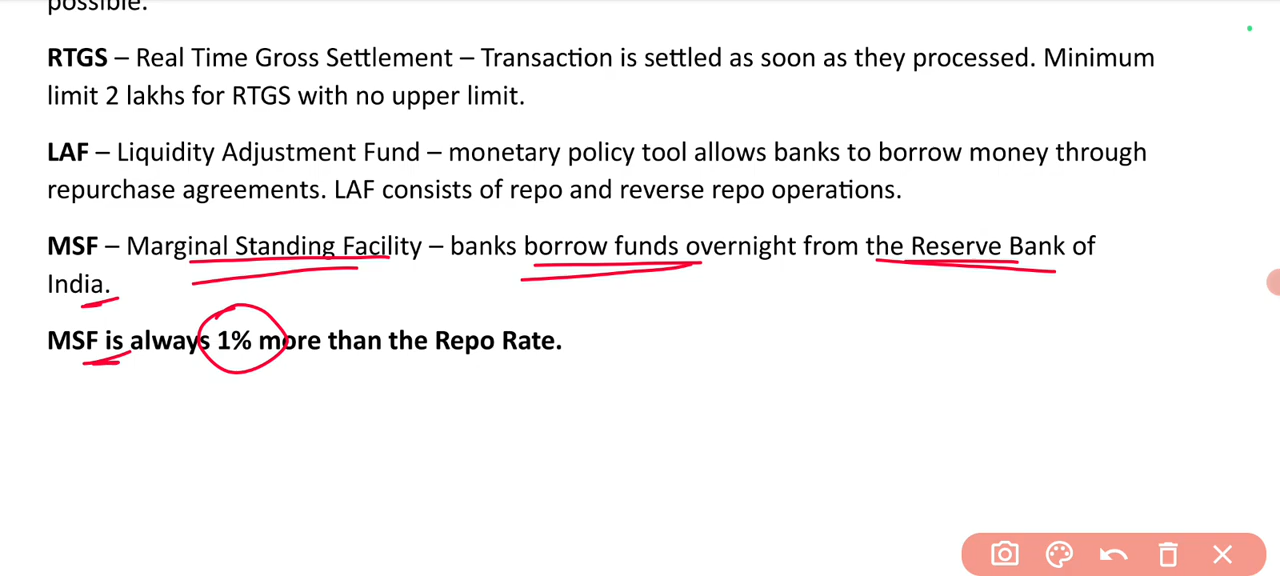 possible.
RTGS – Real Time Gross Settlement – Transaction is settled as soon as they processed. Minimum
limit 2 lakhs for RTGS with no upper limit.
LAF – Liquidity Adjustment Fund – monetary policy tool allows banks to borrow money through
repurchase agreements. LAF consists of repo and reverse repo operations.
MSF – Marginal Standing Facility – banks borrow funds overnight from the Reserve Bank of
India.
MSF is always 1% more than the Repo Rate.